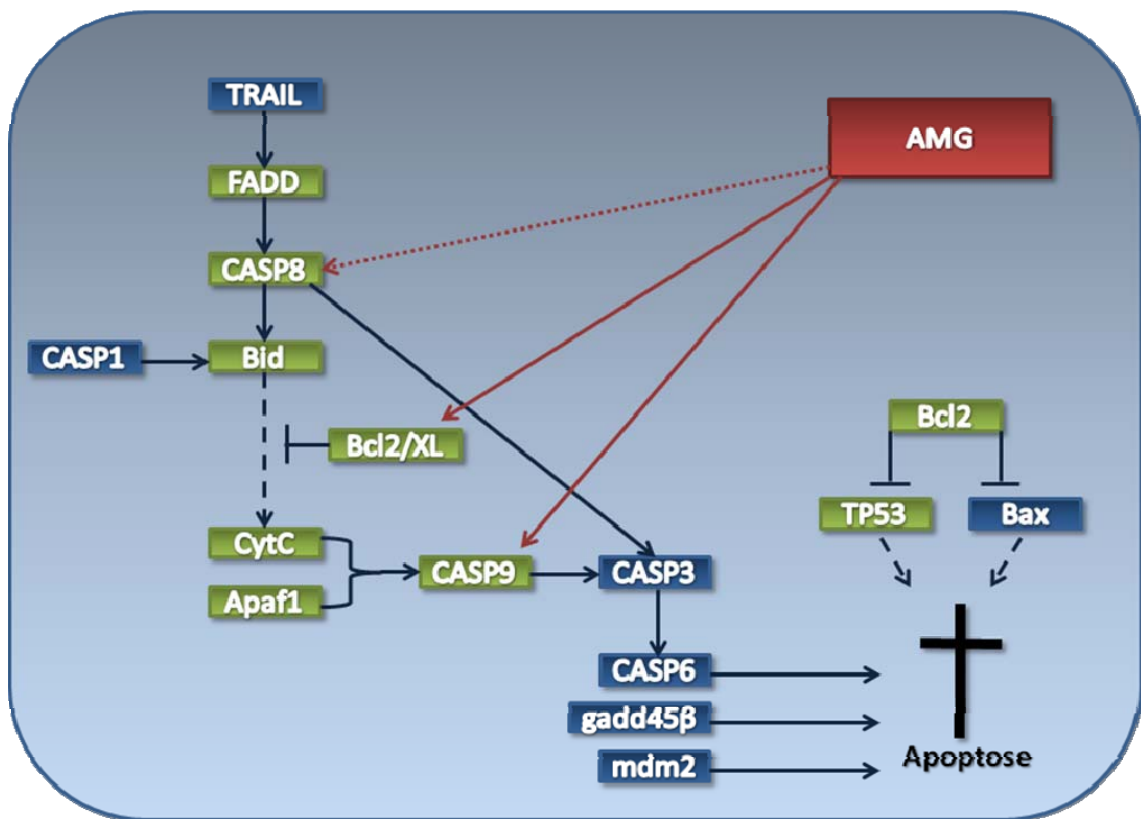 TRAIL
AMG
FADD
CASP8
CASP1
Bid
Bcl2/XL
Bcl2
TP53
Bax
CytC
CASP9
CASP3
Apaf1
CASP6
gadd45β
mdm2
Apoptose